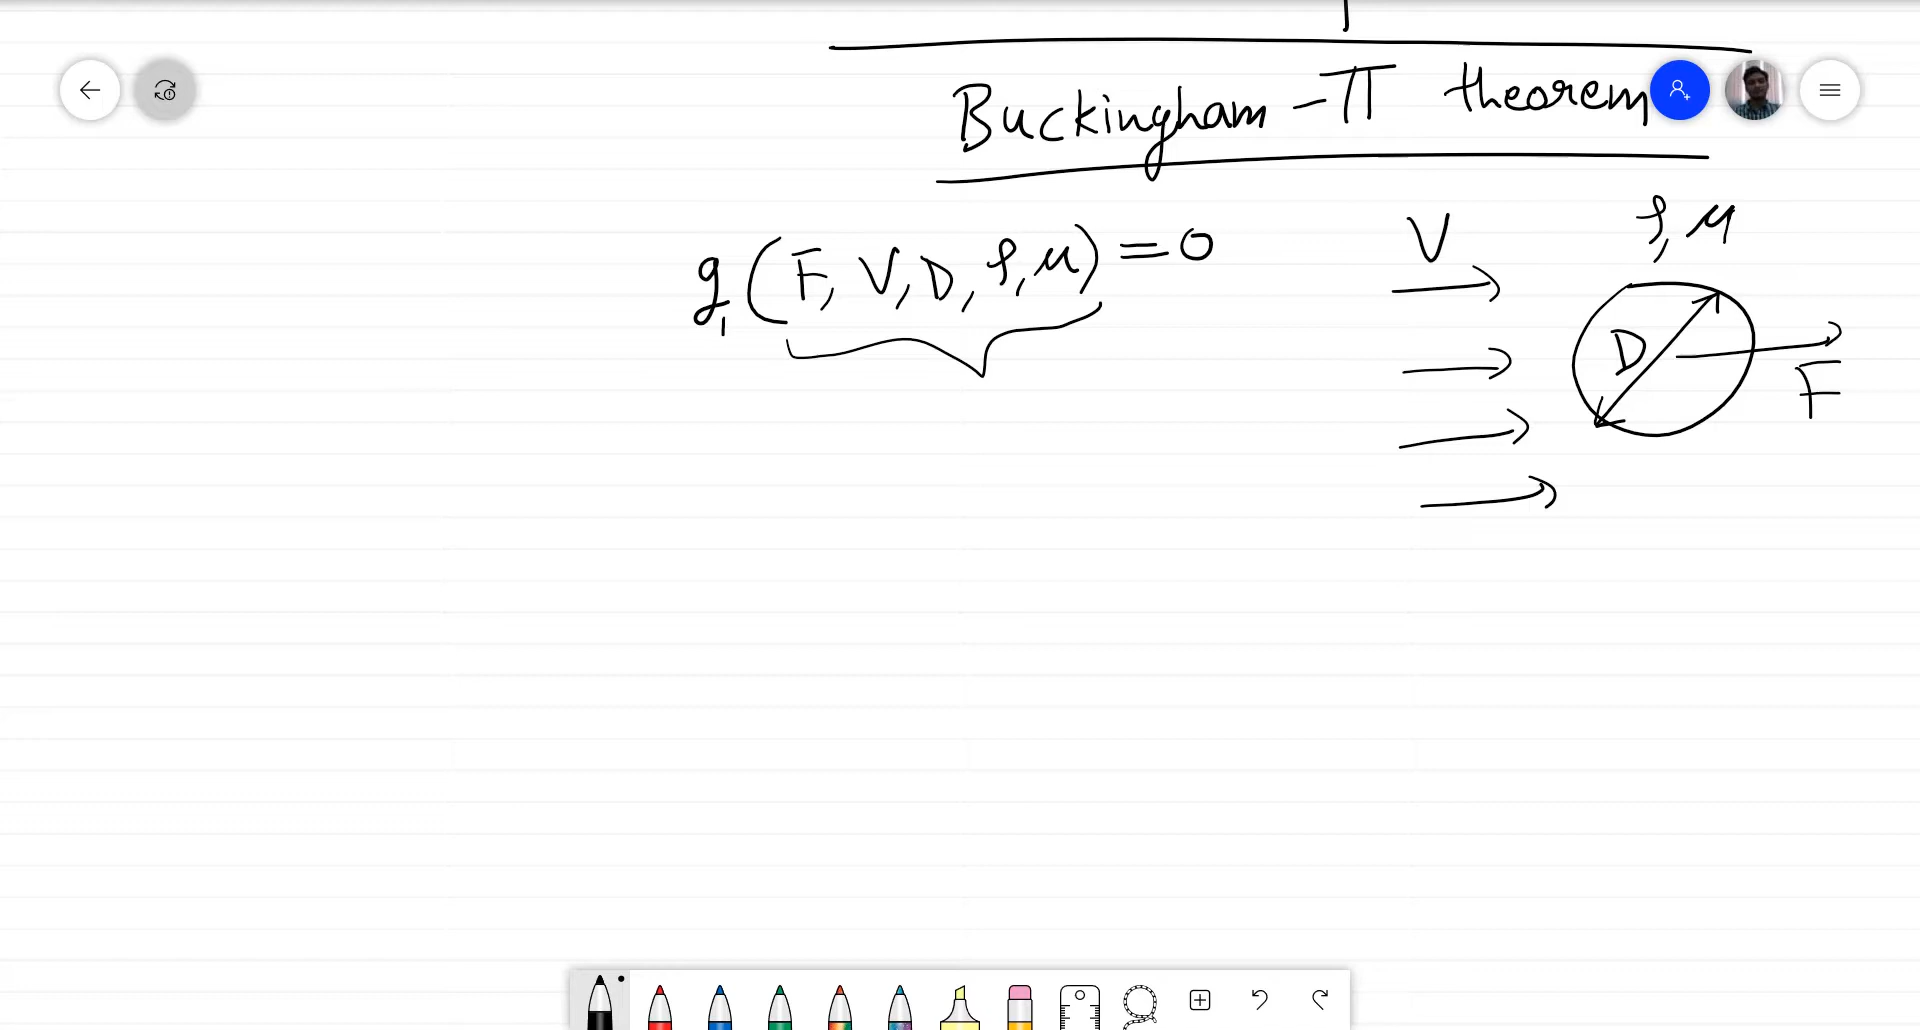 Buckingham - Π theorem
g₁ (F, V, D, ρ, μ) = 0
V
ρ, μ
D
F